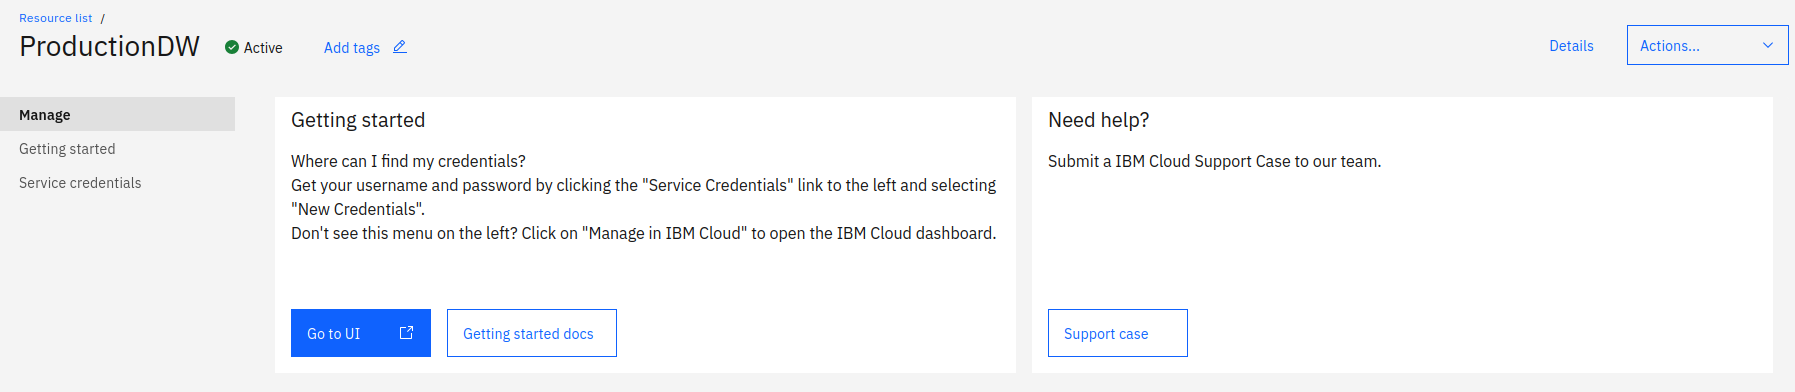 Resource list /
ProductionDW Active Add tags Details Actions...
Manage
Getting started
Service credentials
Getting started
Where can I find my credentials?
Get your username and password by clicking the "Service Credentials" link to the left and selecting
"New Credentials".
Don't see this menu on the left? Click on "Manage in IBM Cloud" to open the IBM Cloud dashboard.
Go to UI
Getting started docs
Need help?
Submit a IBM Cloud Support Case to our team.
Support case